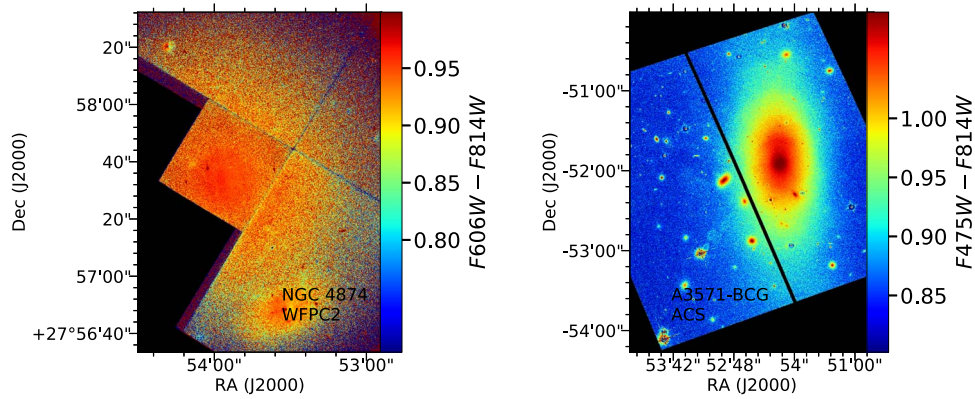 20"
58'00"
40"
20"
57'00"
+27°56'40"
Dec (J2000)
54'00"
53'00"
RA (J2000)
NGC 4874
WFPC2
0.95
0.90
0.85
0.80
F606W − F814W
-51'00"
-52'00"
-53'00"
-54'00"
Dec (J2000)
53'42"
52'48"
54"
51'00"
RA (J2000)
A3571-BCG
ACS
1.00
0.95
0.90
0.85
F475W − F814W